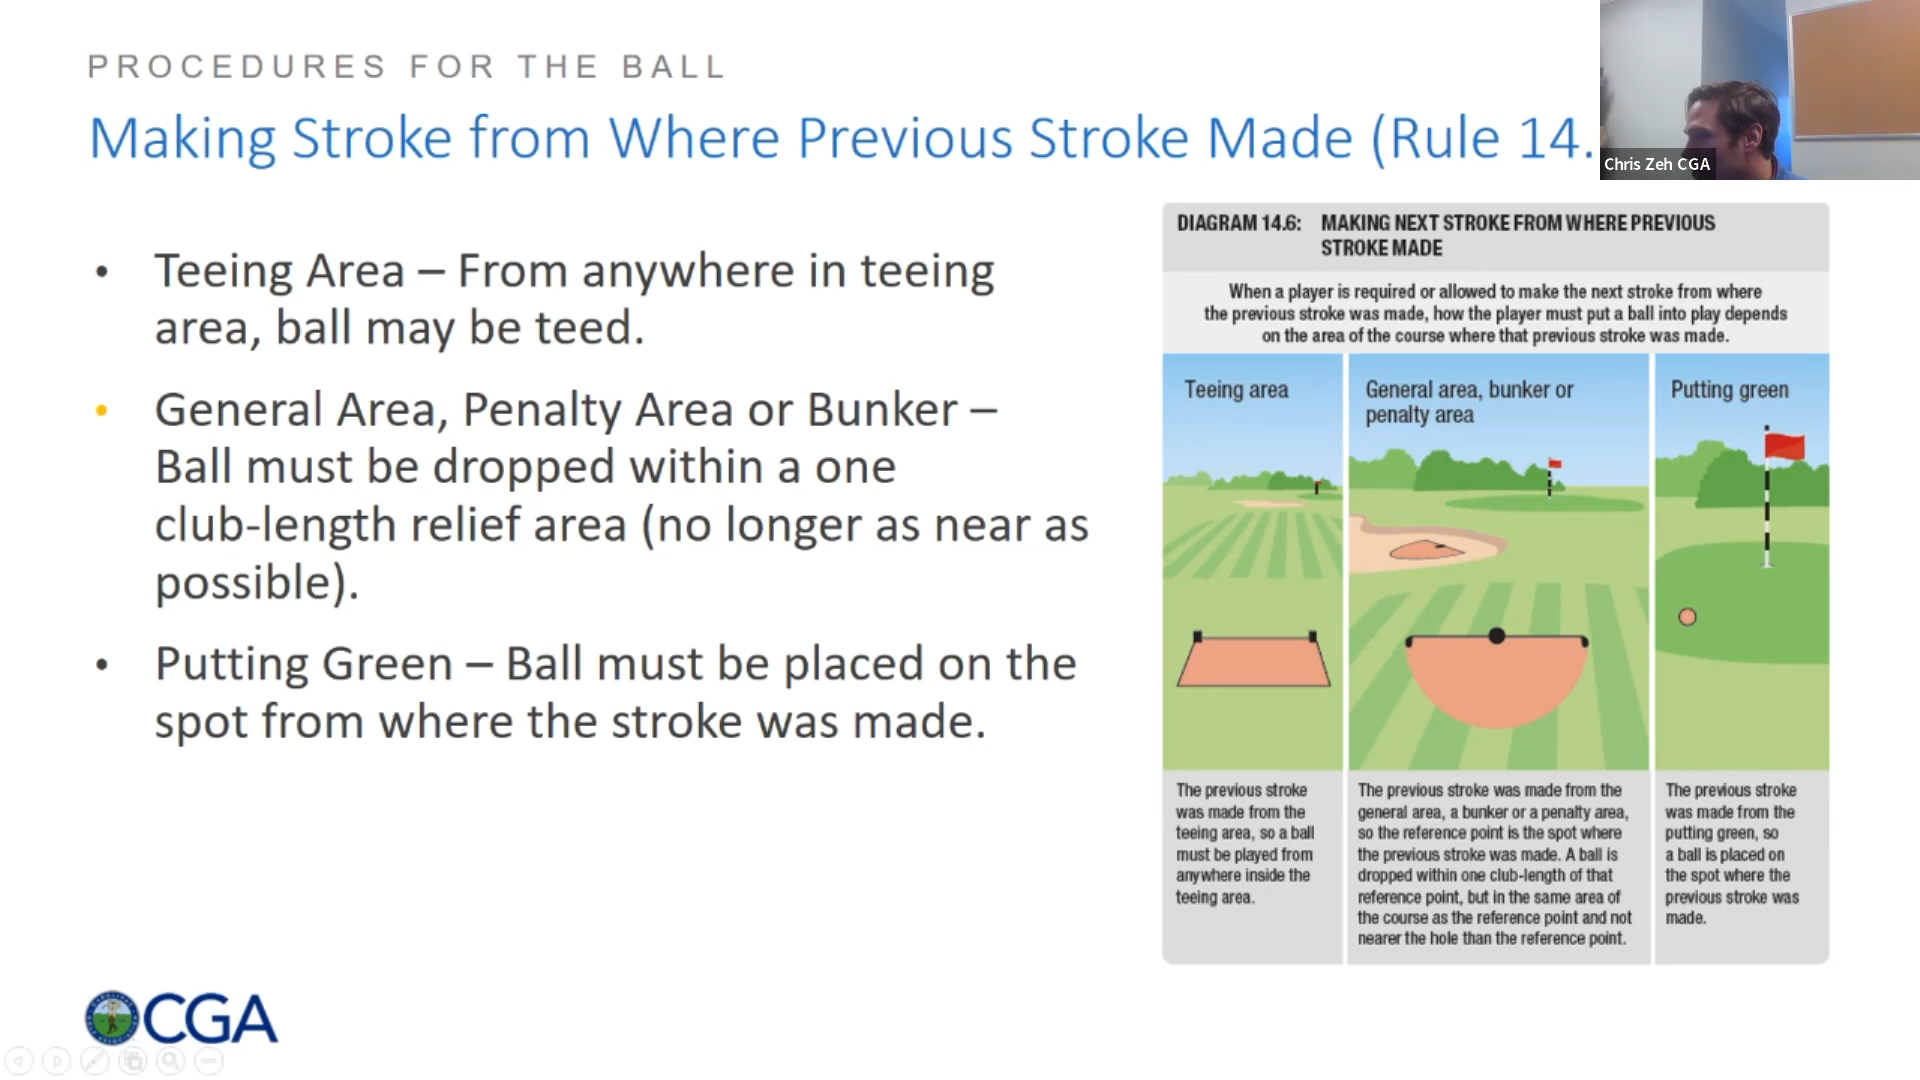 PROCEDURES FOR THE BALL
Making Stroke from Where Previous Stroke Made (Rule 14.
Chris Zeh CGA
• Teeing Area – From anywhere in teeing
area, ball may be teed.
• General Area, Penalty Area or Bunker –
Ball must be dropped within a one
club-length relief area (no longer as near as
possible).
• Putting Green – Ball must be placed on the
spot from where the stroke was made.
DIAGRAM 14.6: MAKING NEXT STROKE FROM WHERE PREVIOUS
STROKE MADE
When a player is required or allowed to make the next stroke from where
the previous stroke was made, how the player must put a ball into play depends
on the area of the course where that previous stroke was made.
Teeing area
General area, bunker or
penalty area
Putting green
The previous stroke
was made from the
teeing area, so a ball
must be played from
anywhere inside the
teeing area.
The previous stroke was made from the
general area, a bunker or a penalty area,
so the reference point is the spot where
the previous stroke was made. A ball is
dropped within one club-length of that
reference point, but in the same area of
the course as the reference point and not
nearer the hole than the reference point.
The previous stroke
was made from the
putting green, so
a ball is placed on
the spot where the
previous stroke was
made.
CGA